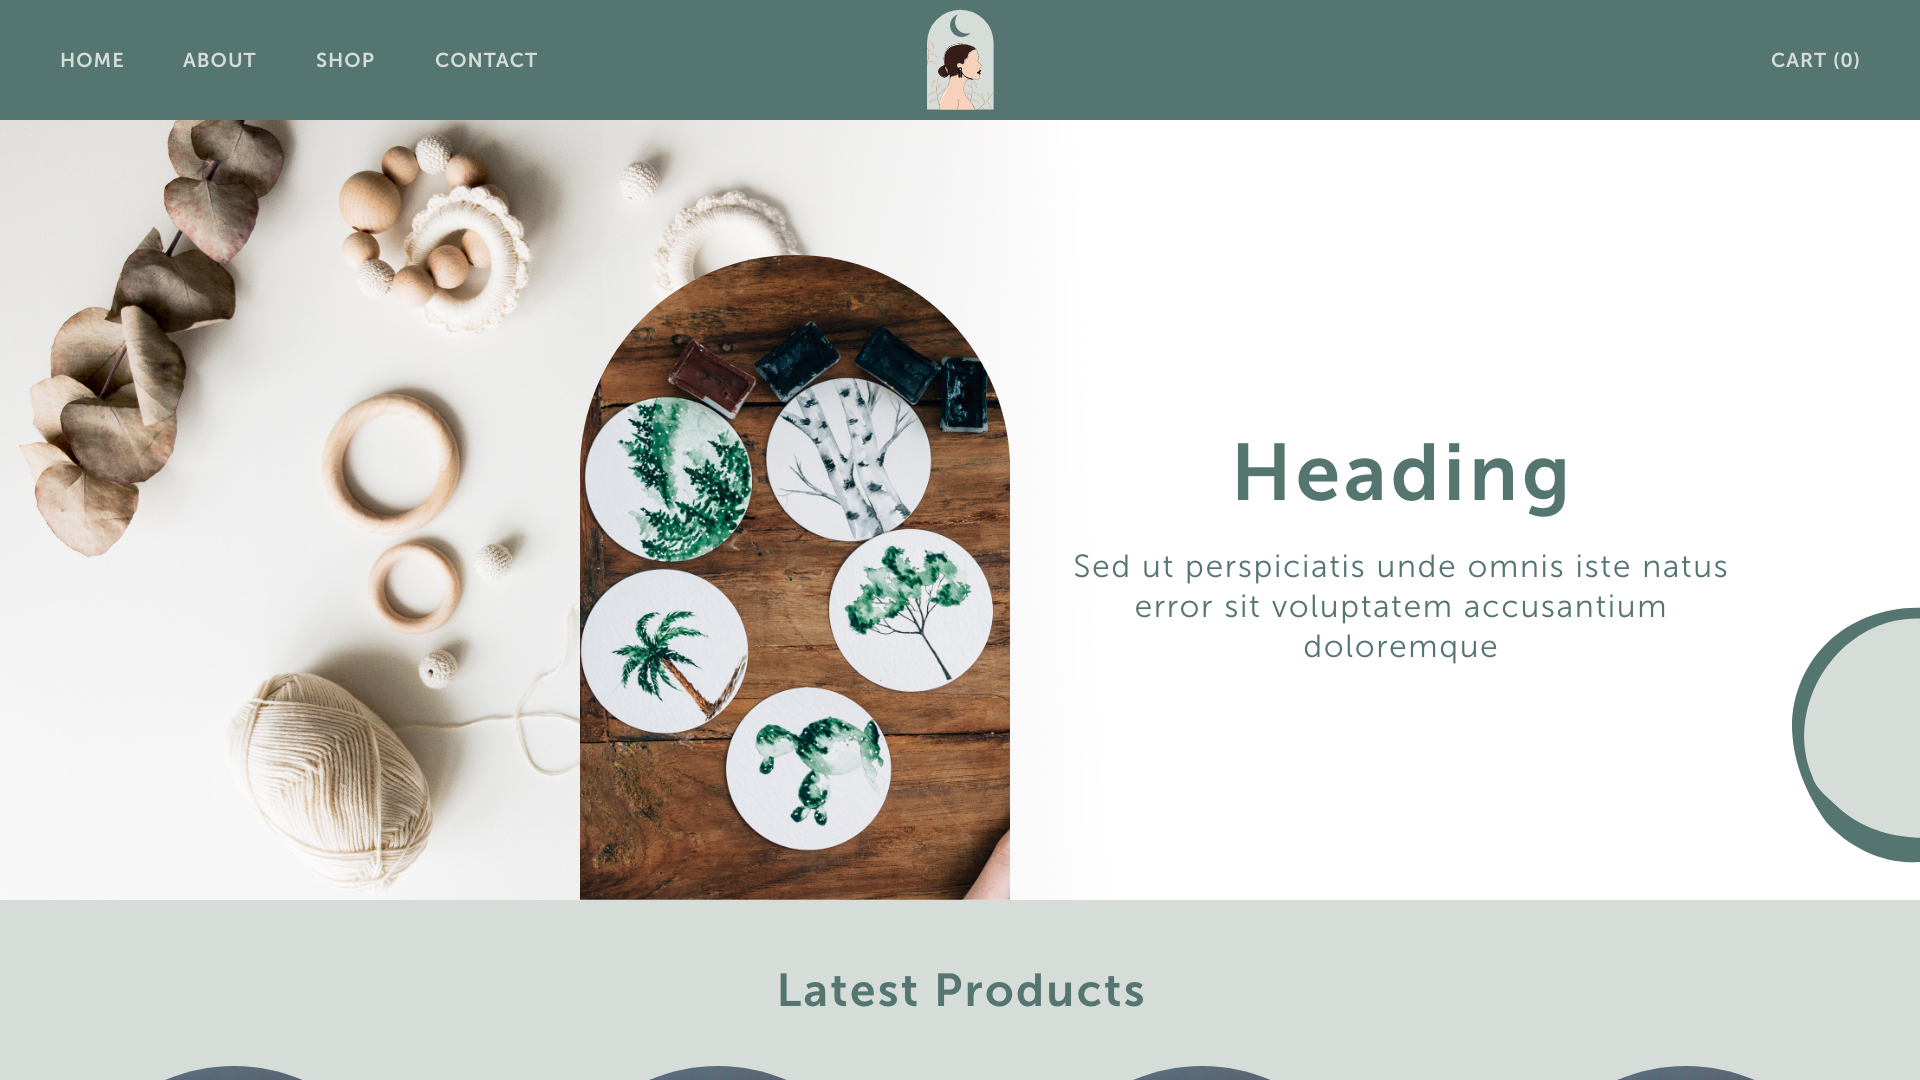 HOME ABOUT SHOP CONTACT CART (0)
Heading
Sed ut perspiciatis unde omnis iste natus
error sit voluptatem accusantium
doloremque
Latest Products